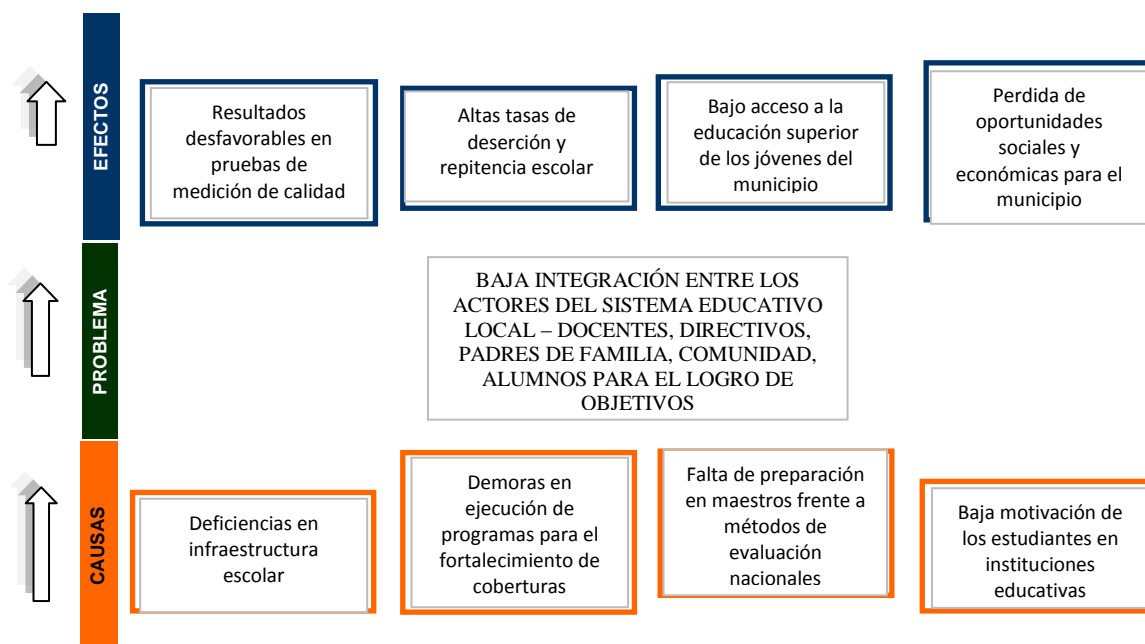 EFECTOS
Resultados
desfavorables en
pruebas de
medición de calidad
Altas tasas de
deserción y
repitencia escolar
Bajo acceso a la
educación superior
de los jóvenes del
municipio
Perdida de
oportunidades
sociales y
económicas para el
municipio
PROBLEMA
BAJA INTEGRACIÓN ENTRE LOS
ACTORES DEL SISTEMA EDUCATIVO
LOCAL – DOCENTES, DIRECTIVOS,
PADRES DE FAMILIA, COMUNIDAD,
ALUMNOS PARA EL LOGRO DE
OBJETIVOS
CAUSAS
Deficiencias en
infraestructura
escolar
Demoras en
ejecución de
programas para el
fortalecimiento de
coberturas
Falta de preparación
en maestros frente a
métodos de
evaluación
nacionales
Baja motivación de
los estudiantes en
instituciones
educativas